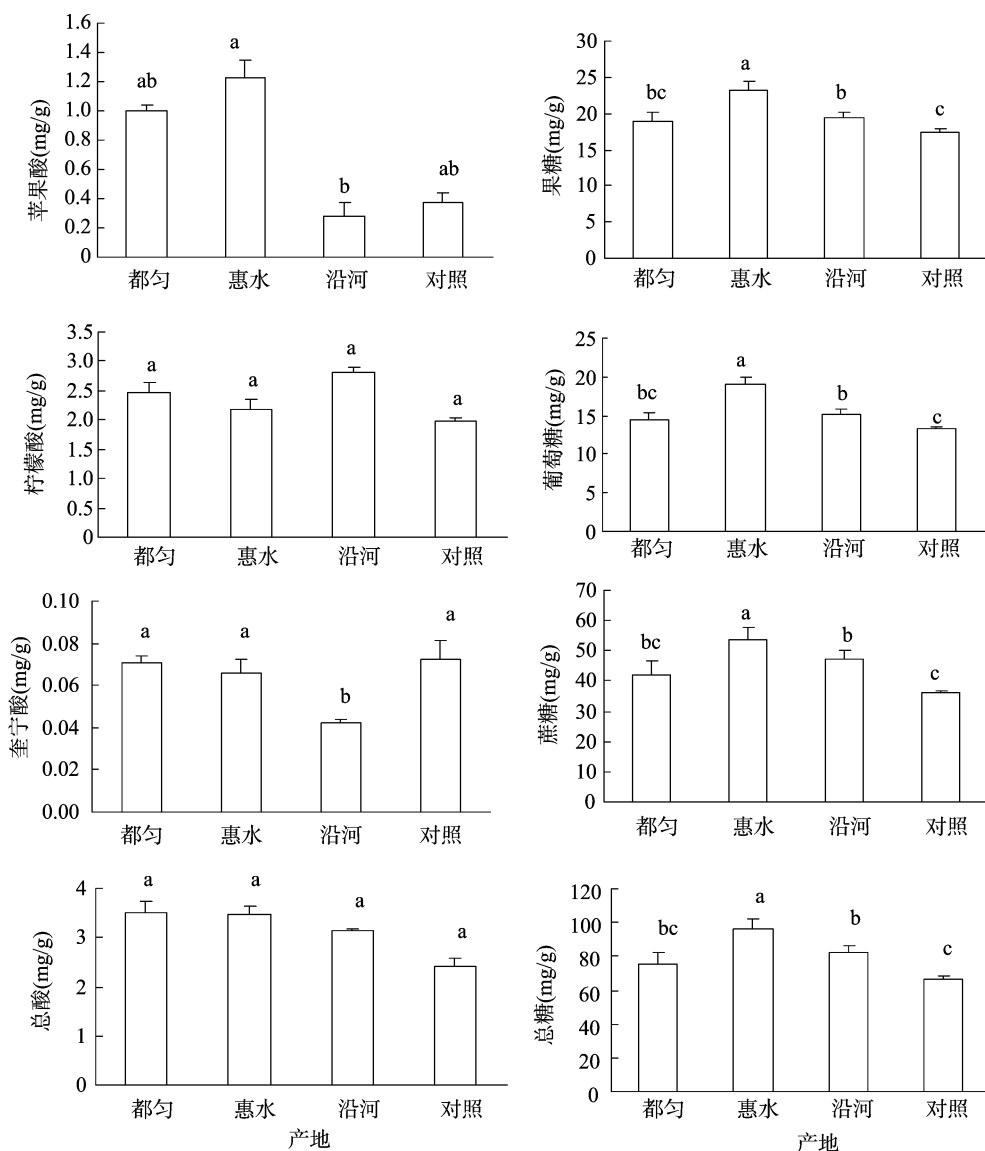 苹果酸(mg/g)
1.6
1.4
1.2
1.0
0.8
0.6
0.4
0.2
0
ab
a
b
ab
都匀 惠水 沿河 对照
果糖(mg/g)
30
25
20
15
10
5
0
bc
a
b
c
都匀 惠水 沿河 对照
柠檬酸(mg/g)
3.5
3.0
2.5
2.0
1.5
1.0
0.5
0
a
a
a
a
都匀 惠水 沿河 对照
葡萄糖(mg/g)
25
20
15
10
5
0
bc
a
b
c
都匀 惠水 沿河 对照
奎宁酸(mg/g)
0.10
0.08
0.06
0.04
0.02
0.00
a
a
b
a
都匀 惠水 沿河 对照
蔗糖(mg/g)
70
60
50
40
30
20
10
0
bc
a
b
c
都匀 惠水 沿河 对照
总酸(mg/g)
4
3
2
1
0
a
a
a
a
都匀 惠水 沿河 对照
产地
总糖(mg/g)
120
100
80
60
40
20
0
bc
a
b
c
都匀 惠水 沿河 对照
产地